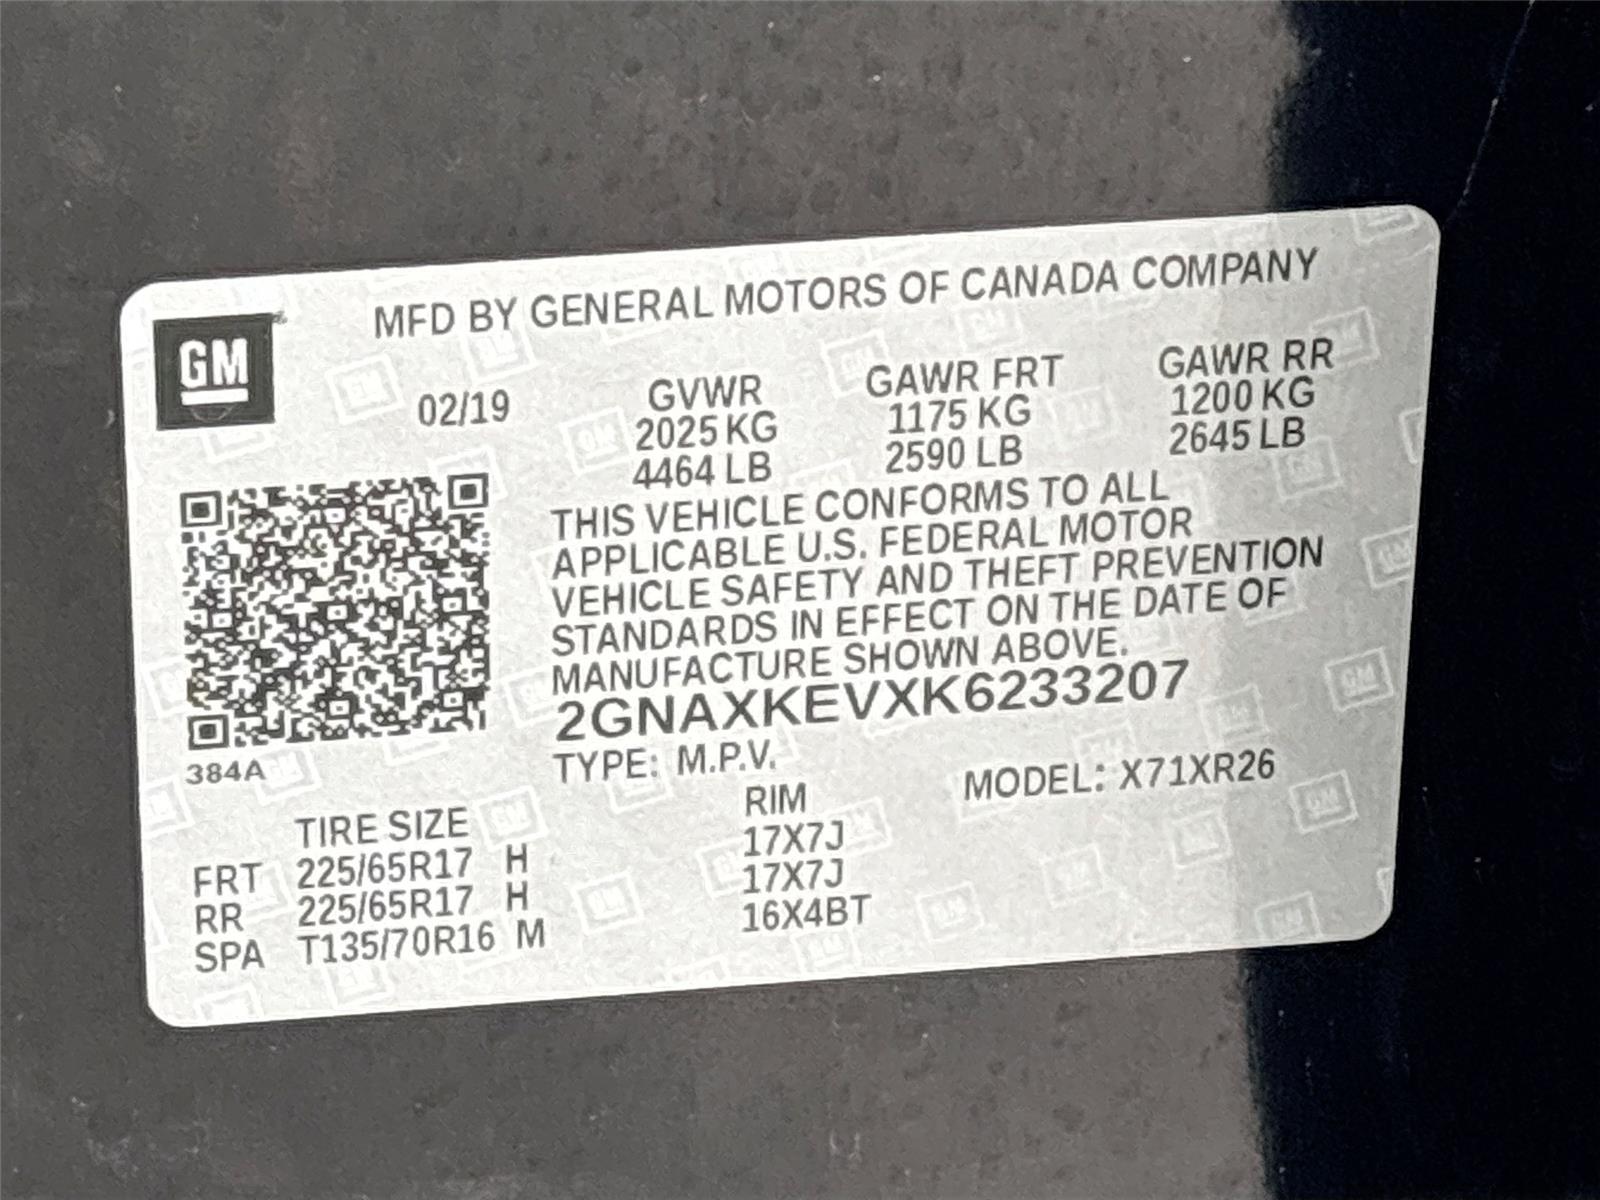 MFD BY GENERAL MOTORS OF CANADA COMPANY
GM
02/19
GVWR
2025 KG
4464 LB
GAWR FRT
1175 KG
2590 LB
GAWR RR
1200 KG
2645 LB
THIS VEHICLE CONFORMS TO ALL
APPLICABLE U.S. FEDERAL MOTOR
VEHICLE SAFETY AND THEFT PREVENTION
STANDARDS IN EFFECT ON THE DATE OF
MANUFACTURE SHOWN ABOVE.
2GNAXKEVXK6233207
384A
TYPE: M.P.V.
MODEL: X71XR26
TIRE SIZE RIM
FRT 225/65R17 H 17X7J
RR 225/65R17 H 17X7J
SPA T135/70R16 M 16X4BT